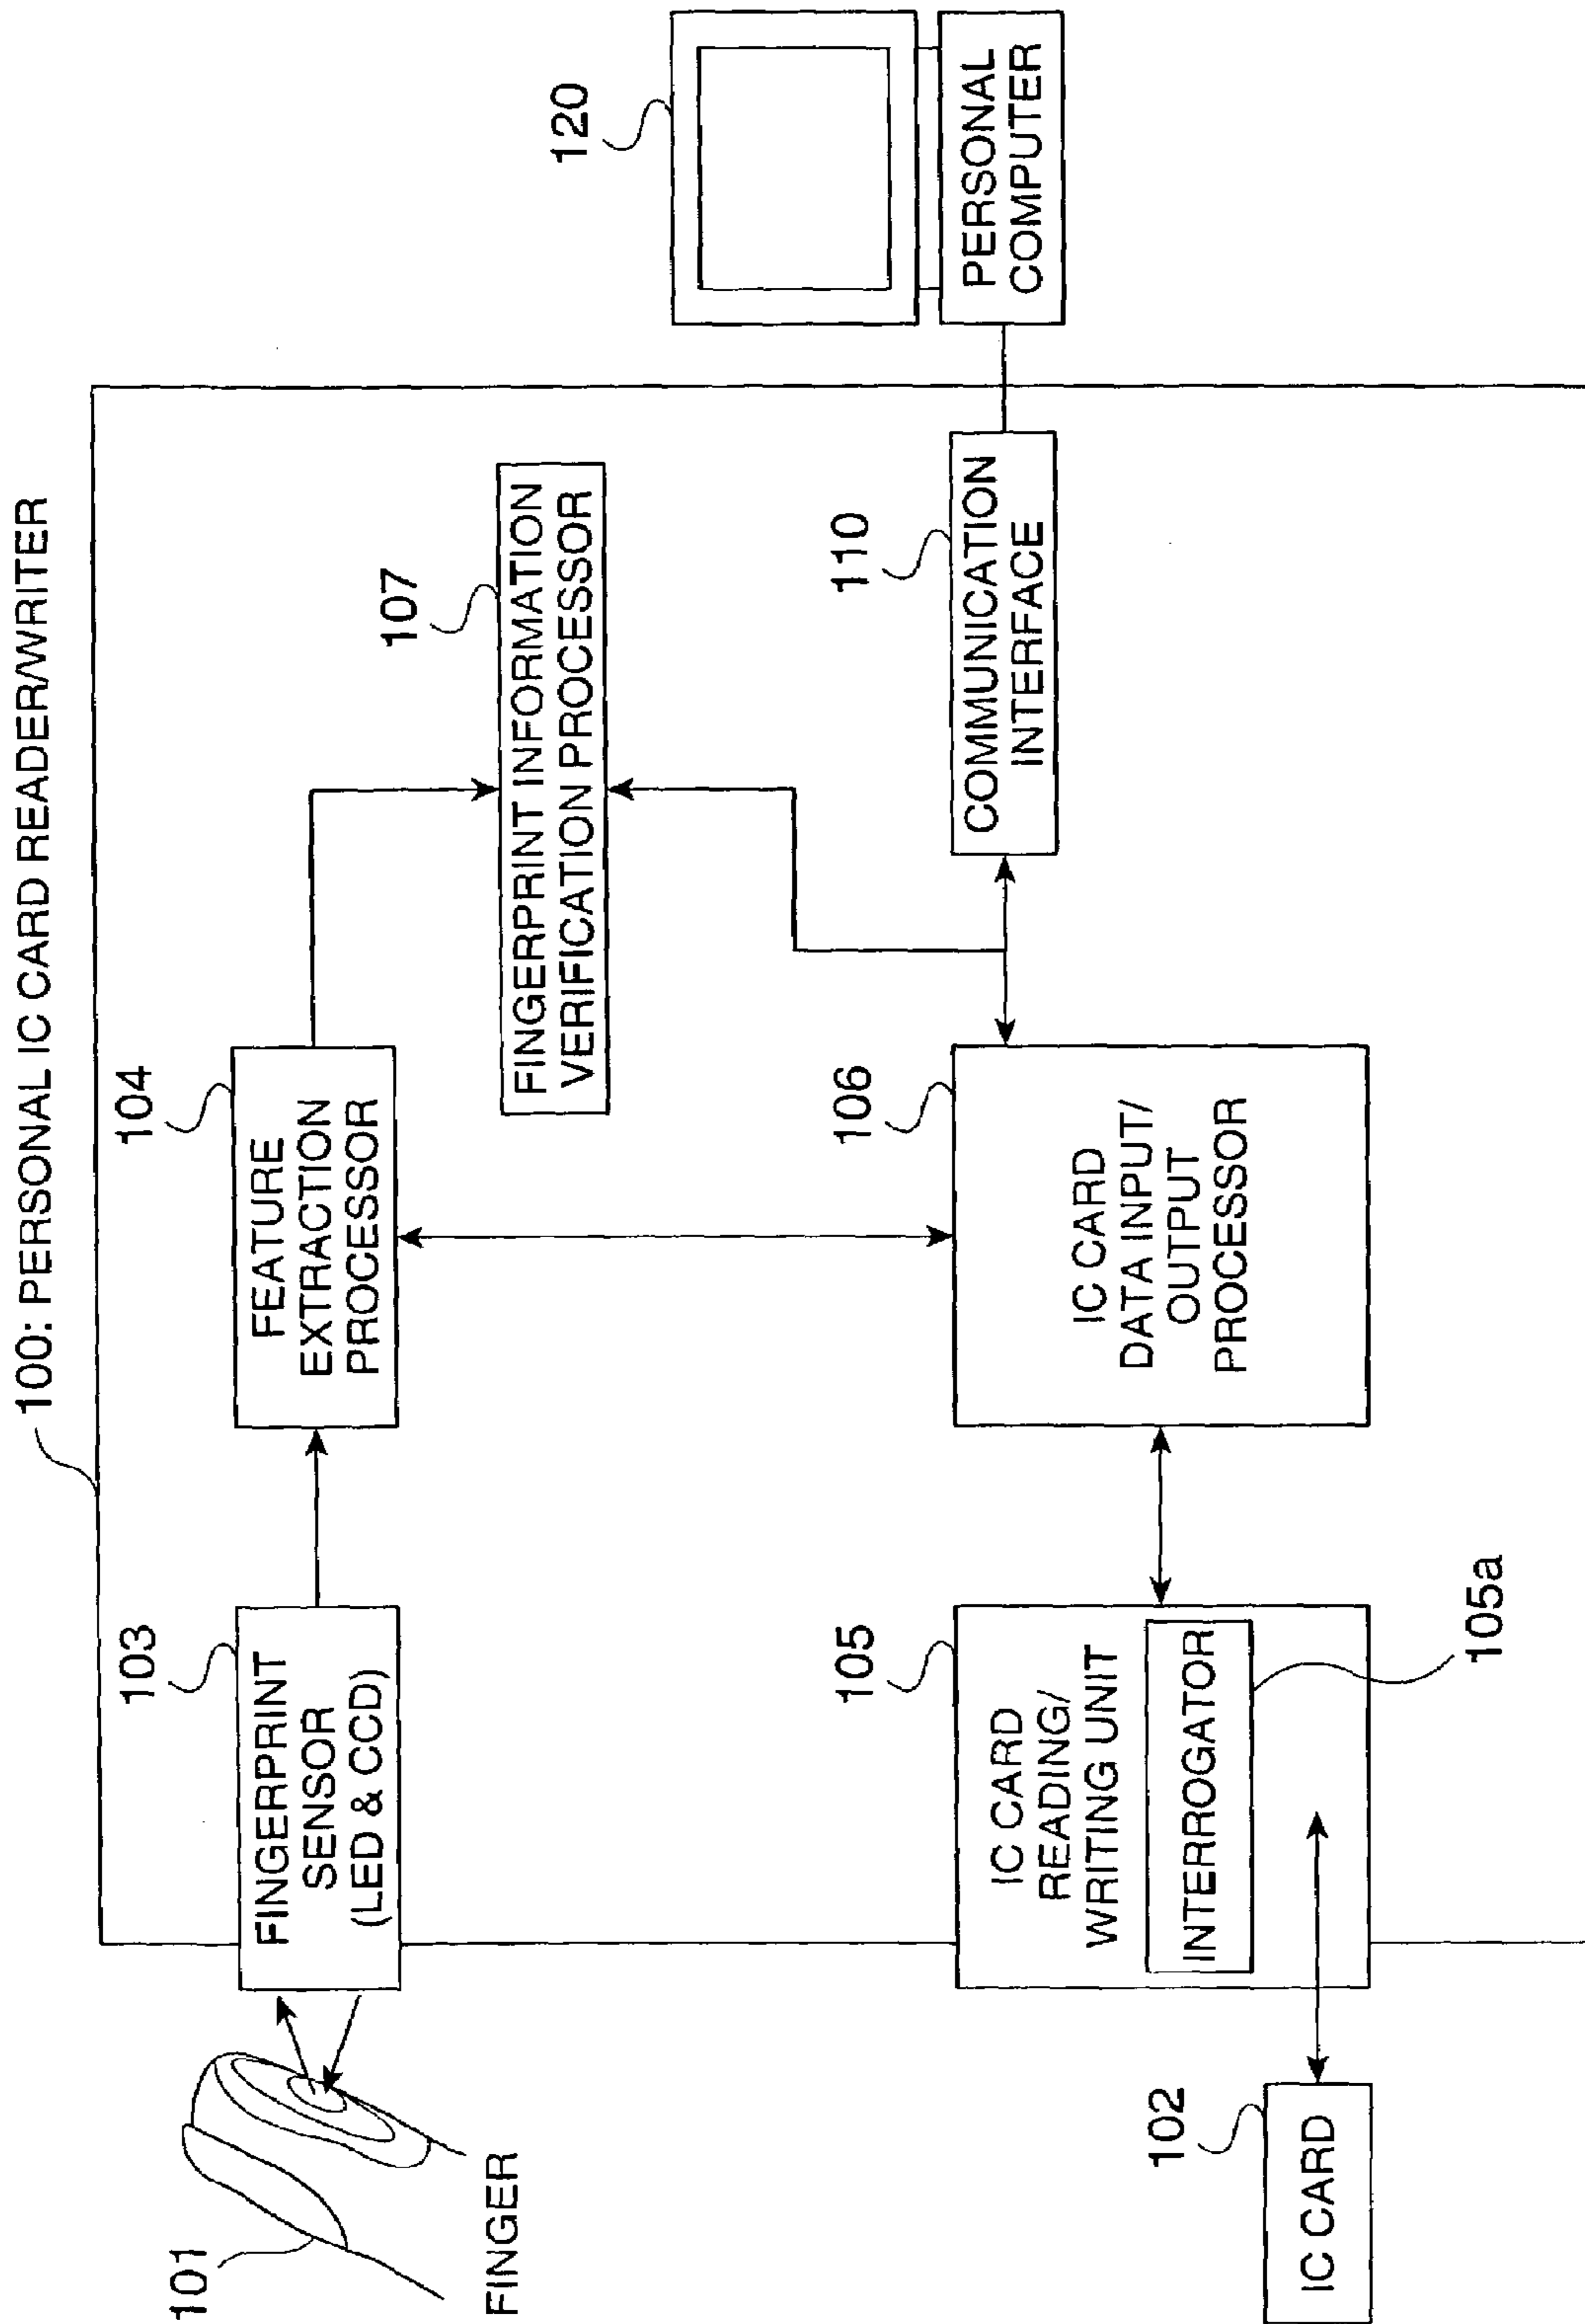 100: PERSONAL IC CARD READER/WRITER
101
FINGER
103
FINGERPRINT
SENSOR
(LED & CCD)
104
FEATURE
EXTRACTION
PROCESSOR
107
FINGERPRINT INFORMATION
VERIFICATION PROCESSOR
120
PERSONAL
COMPUTER
102
IC CARD
105
IC CARD
READING/
WRITING UNIT
INTERROGATOR
105a
106
IC CARD
DATA INPUT/
OUTPUT
PROCESSOR
110
COMMUNICATION
INTERFACE